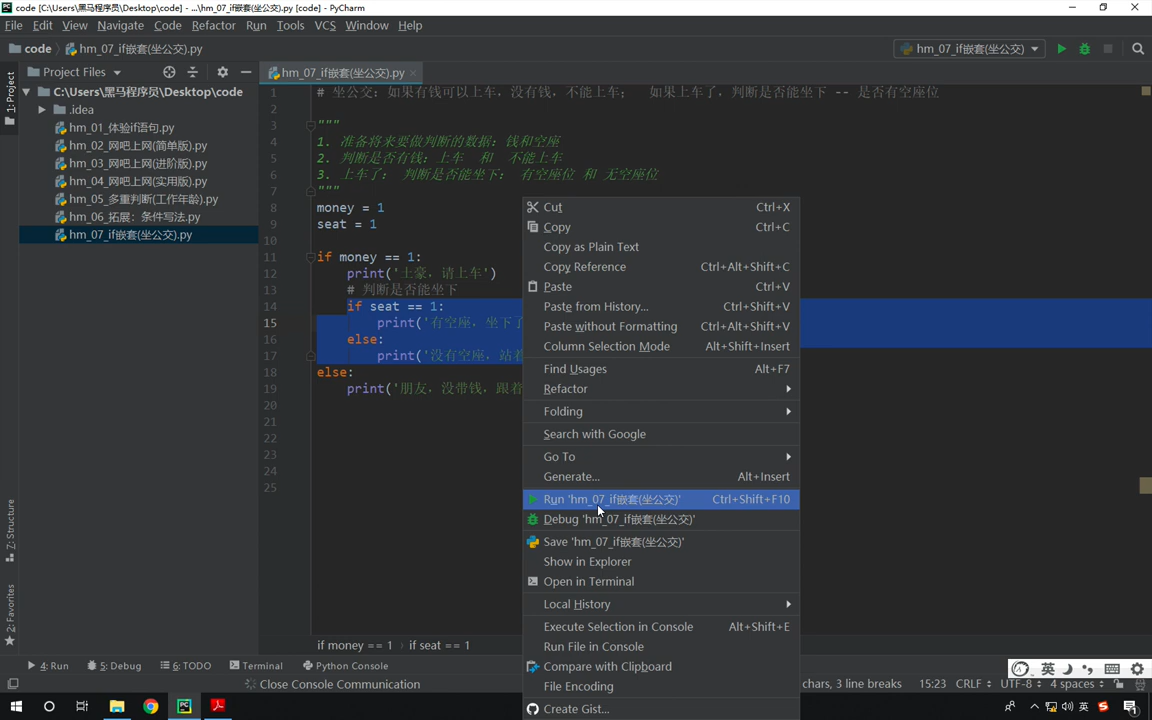 code [C:\Users\黑马程序员\Desktop\code] - ...\hm_07_if嵌套(坐公交).py [code] - PyCharm
File Edit View Navigate Code Refactor Run Tools VCS Window Help
code hm_07_if嵌套(坐公交).py
hm_07_if嵌套(坐公交)
1: Project
Project Files
hm_07_if嵌套(坐公交).py
C:\Users\黑马程序员\Desktop\code
.idea
hm_01_体验if语句.py
hm_02_网吧上网(简单版).py
hm_03_网吧上网(进阶版).py
hm_04_网吧上网(实用版).py
hm_05_多重判断(工作年龄).py
hm_06_拓展：条件写法.py
hm_07_if嵌套(坐公交).py
1 # 坐公交：如果有钱可以上车，没有钱，不能上车； 如果上车了，判断是否能坐下 -- 是否有空座位
2
3 """
4 1. 准备将来要做判断的数据：钱和空座
5 2. 判断是否有钱：上车 和 不能上车
6 3. 上车了： 判断是否能坐下： 有空座位 和 无空座位
7 """
8 money = 1
9 seat = 1
10
11 if money == 1:
12 print('土豪，请上车')
13 # 判断是否能坐下
14 if seat == 1:
15 print('有空座，坐下了
16 else:
17 print('没有空座，站着
18 else:
19 print('朋友，没带钱，跟着
20
21
22
23
24
25
Cut Ctrl+X
Copy Ctrl+C
Copy as Plain Text
Copy Reference Ctrl+Alt+Shift+C
Paste Ctrl+V
Paste from History... Ctrl+Shift+V
Paste without Formatting Ctrl+Alt+Shift+V
Column Selection Mode Alt+Shift+Insert
Find Usages Alt+F7
Refactor
Folding
Search with Google
Go To
Generate... Alt+Insert
Run 'hm_07_if嵌套(坐公交)' Ctrl+Shift+F10
Debug 'hm_07_if嵌套(坐公交)'
Save 'hm_07_if嵌套(坐公交)'
Show in Explorer
Open in Terminal
Local History
Execute Selection in Console Alt+Shift+E
Run File in Console
Compare with Clipboard
File Encoding
Create Gist...
Z: Structure
2: Favorites
if money == 1 › if seat == 1
4: Run 5: Debug 6: TODO Terminal Python Console
英
Close Console Communication
chars, 3 line breaks 15:23 CRLF UTF-8 4 spaces
英
1